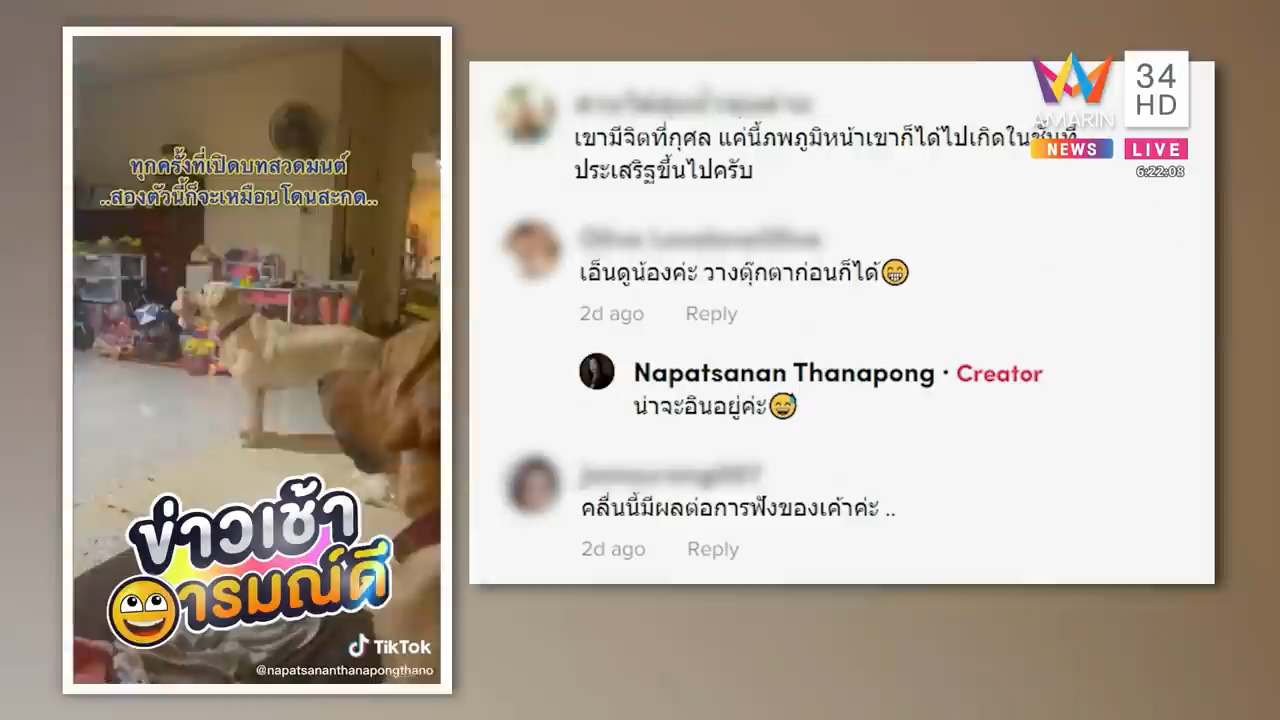 ทุกครั้งที่เปิดบทสวดมนต์
..สองตัวนี้ก็จะเหมือนโดนสะกด..
ข่าวเช้า
อารมณ์ดี
TikTok
@napatsananthanapongthano
เขามีจิตที่กุศล แค่นี้ภพภูมิหน้าเขาก็ได้ไปเกิดในชั้นที่
ประเสริฐขึ้นไปครับ
เอ็นดูน้องค่ะ วางตุ๊กตาก่อนก็ได้😁
2d ago Reply
Napatsanan Thanapong · Creator
น่าจะอินอยู่ค่ะ😅
คลื่นนี้มีผลต่อการฟังของเค้าค่ะ ..
2d ago Reply
AMARIN
NEWS
34
HD
LIVE
6:22:08